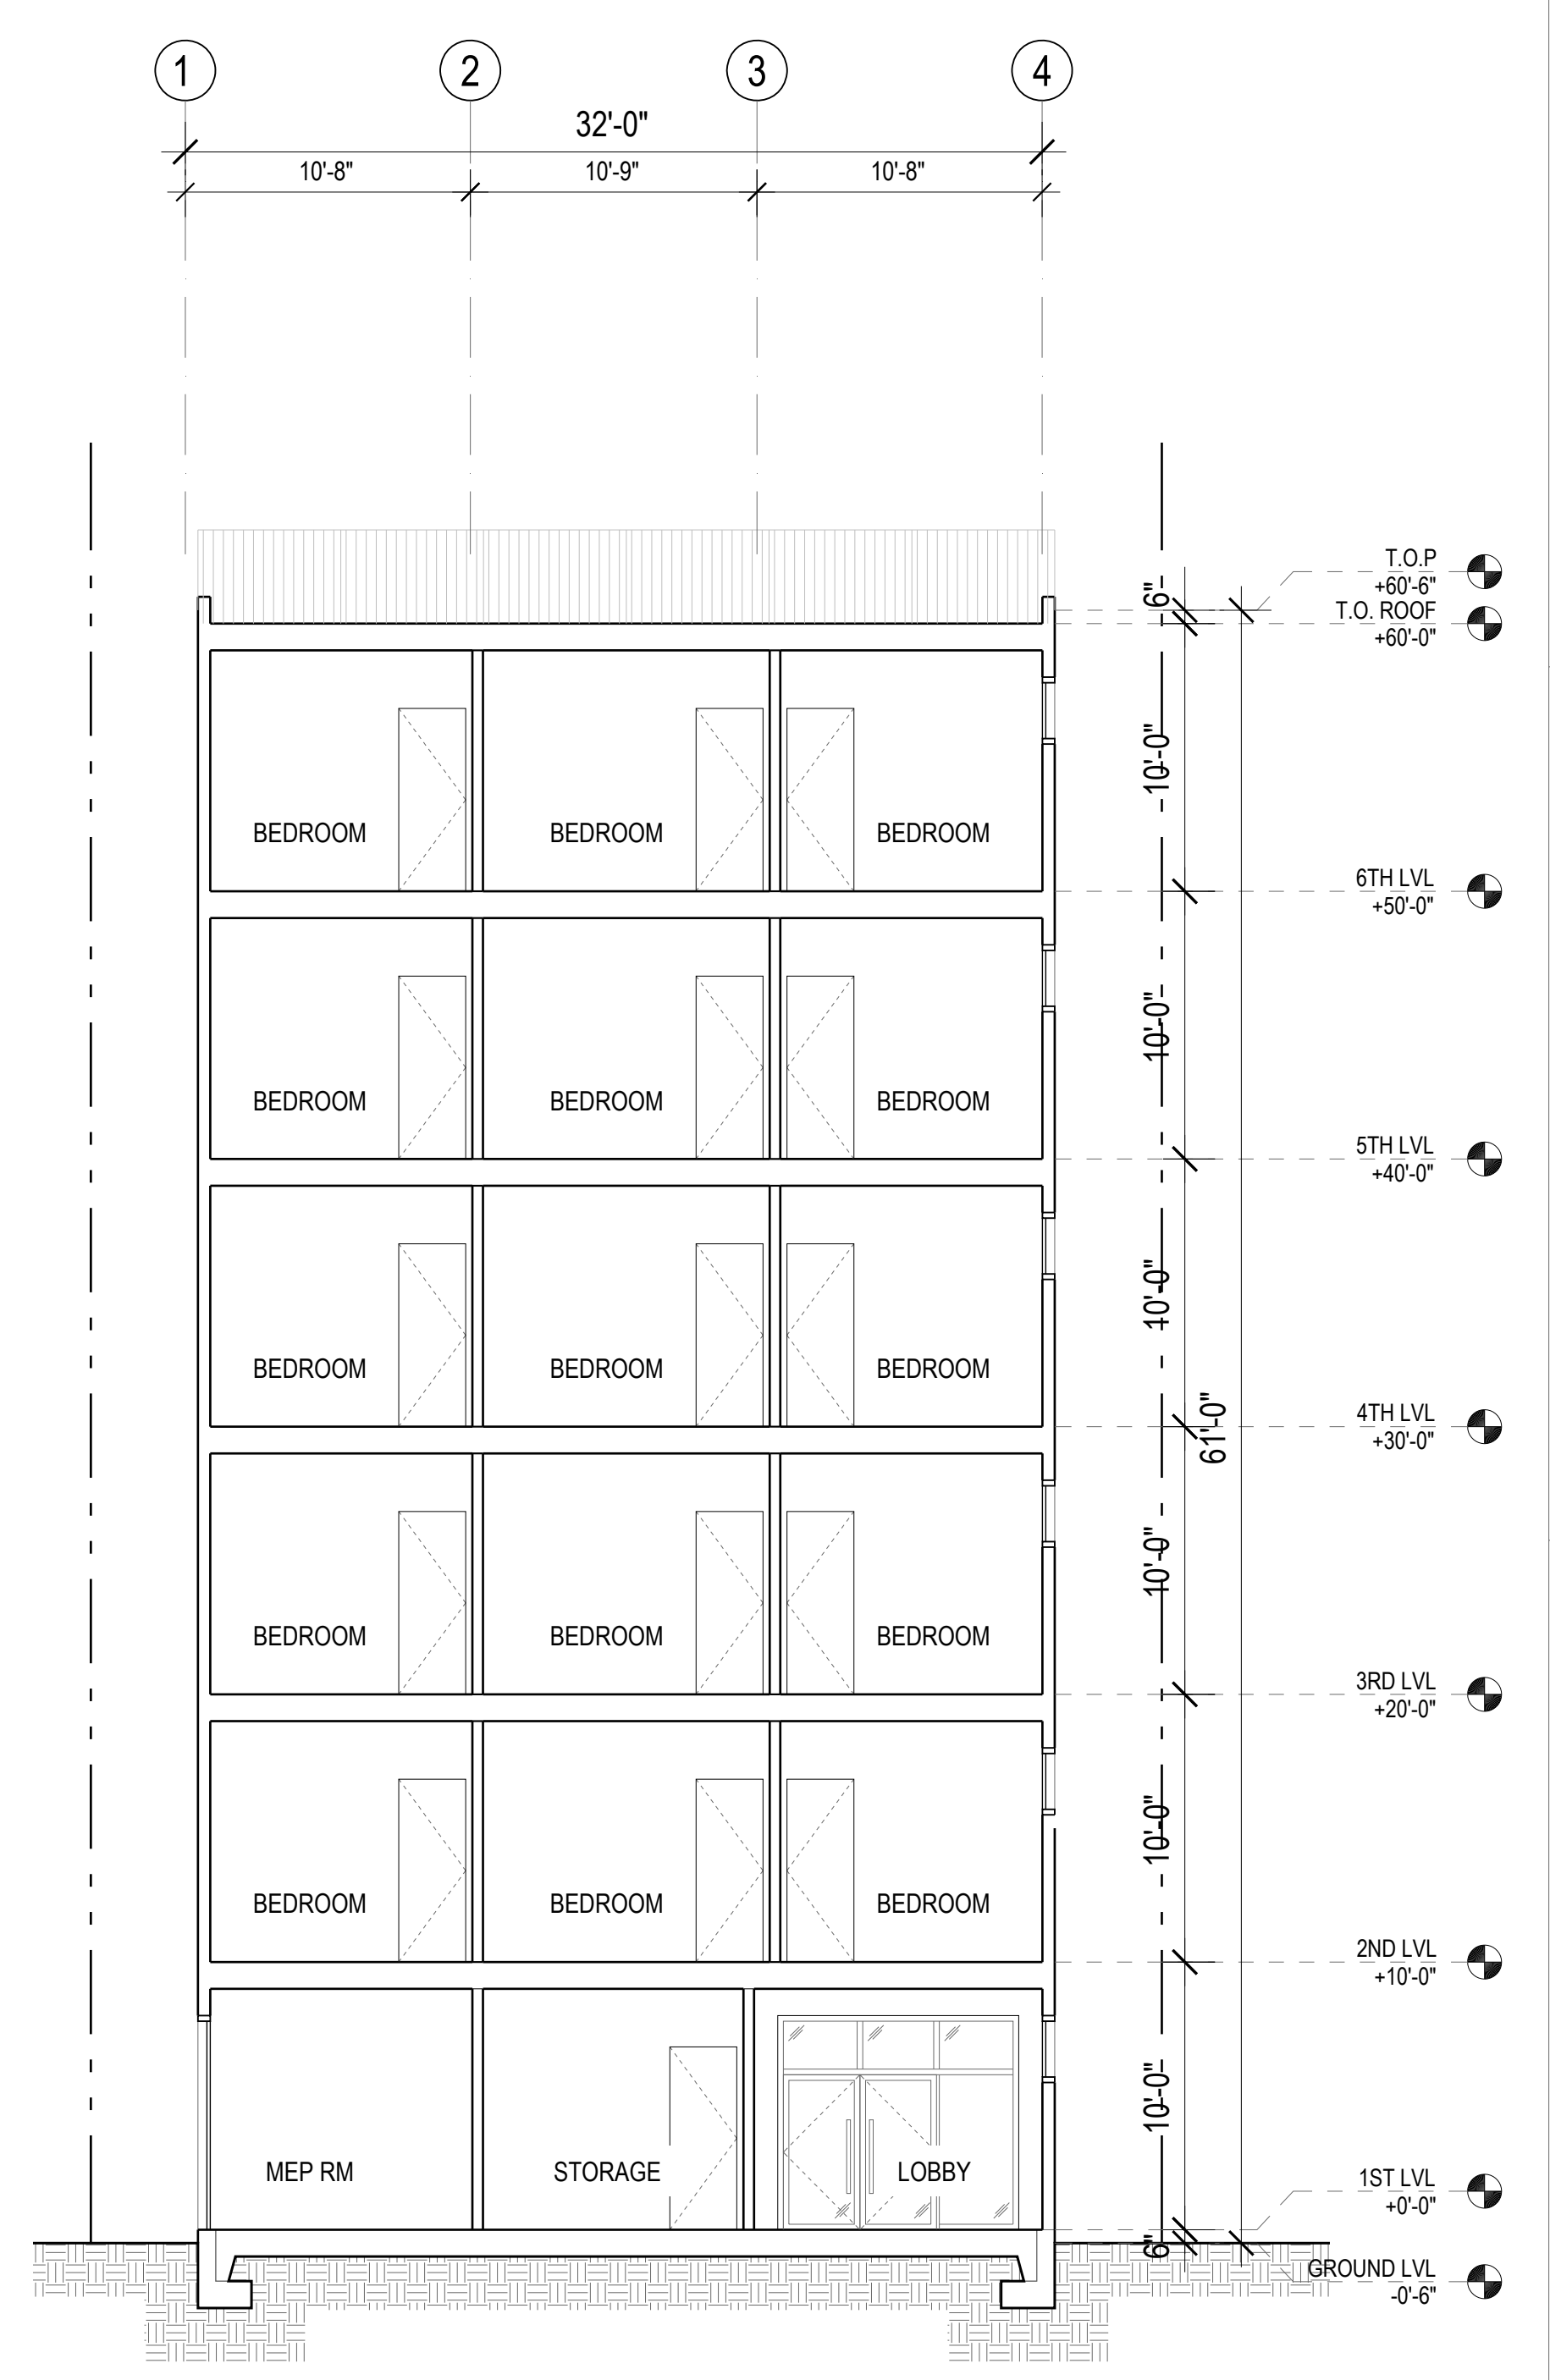 1 2 3 4
32'-0"
10'-8" 10'-9" 10'-8"
T.O.P
+60'-6"
6"
T.O. ROOF
+60'-0"
10'-0"
BEDROOM BEDROOM BEDROOM
6TH LVL
+50'-0"
10'-0"
BEDROOM BEDROOM BEDROOM
5TH LVL
+40'-0"
10'-0"
BEDROOM BEDROOM BEDROOM
4TH LVL
+30'-0"
61'-0"
10'-0"
BEDROOM BEDROOM BEDROOM
3RD LVL
+20'-0"
10'-0"
BEDROOM BEDROOM BEDROOM
2ND LVL
+10'-0"
10'-0"
MEP RM STORAGE LOBBY
1ST LVL
+0'-0"
6"
GROUND LVL
-0'-6"